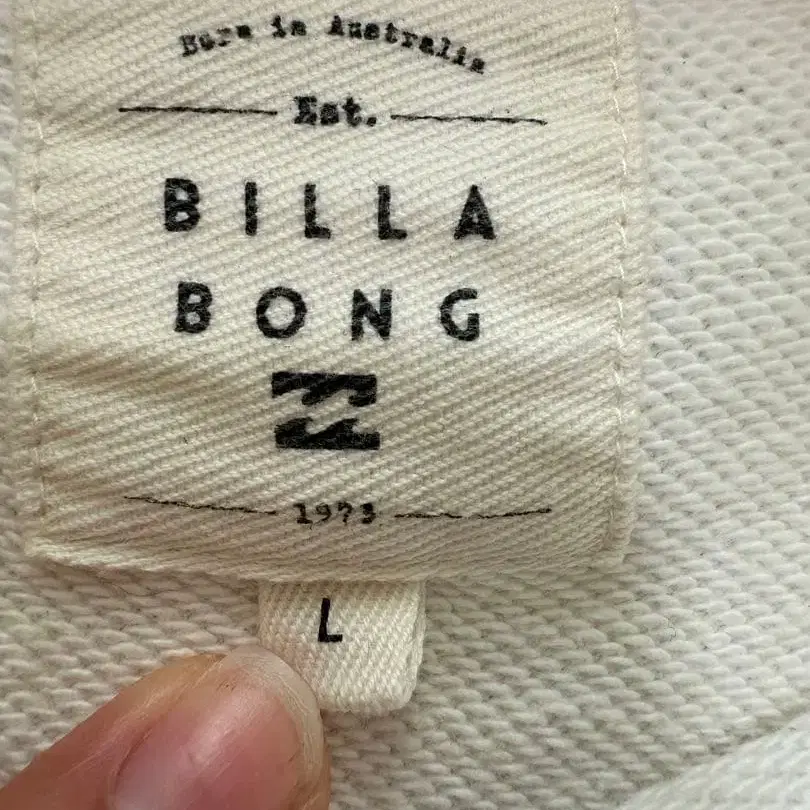 Born in Australia
Est.
BILLA
BONG
1973
L